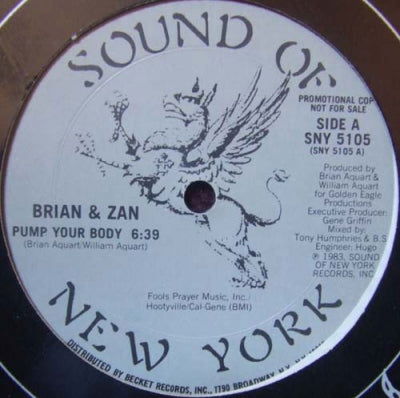 SOUND OF
PROMOTIONAL COP
NOT FOR SALE
SIDE A
SNY 5105
(SNY 5105 A)
BRIAN & ZAN
PUMP YOUR BODY 6:39
(Brian Aquart/William Aquart)
Produced by
Brian Aquart &
William Aquart
for Golden Eagle
Productions
Executive Producer:
Gene Griffin
Mixed by:
Tony Humphries & B.S
Engineer: Hugo
℗ 1983, SOUND
OF NEW YORK
RECORDS, INC
Fools Prayer Music, Inc./
Hootyville/Cal-Gene (BMI)
NEW YORK
DISTRIBUTED BY BECKET RECORDS, INC., 1790 BROADWAY, N.Y., N.Y.